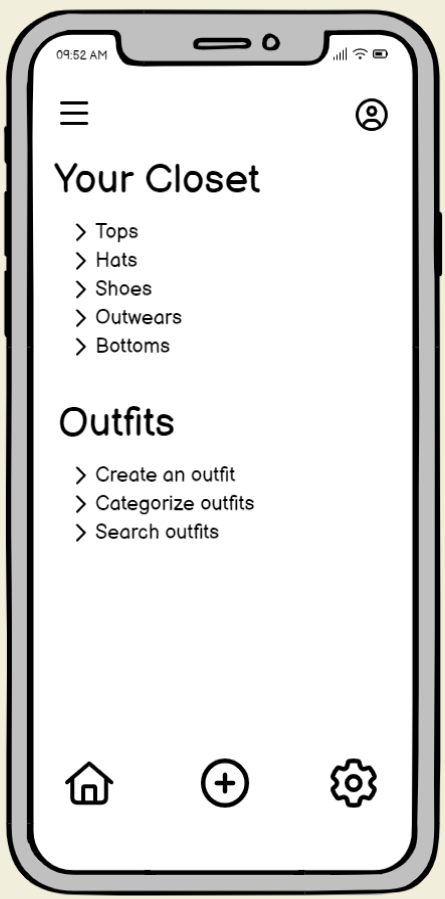 09:52 AM
Your Closet
Tops
Hats
Shoes
Outwears
Bottoms
Outfits
Create an outfit
Categorize outfits
Search outfits